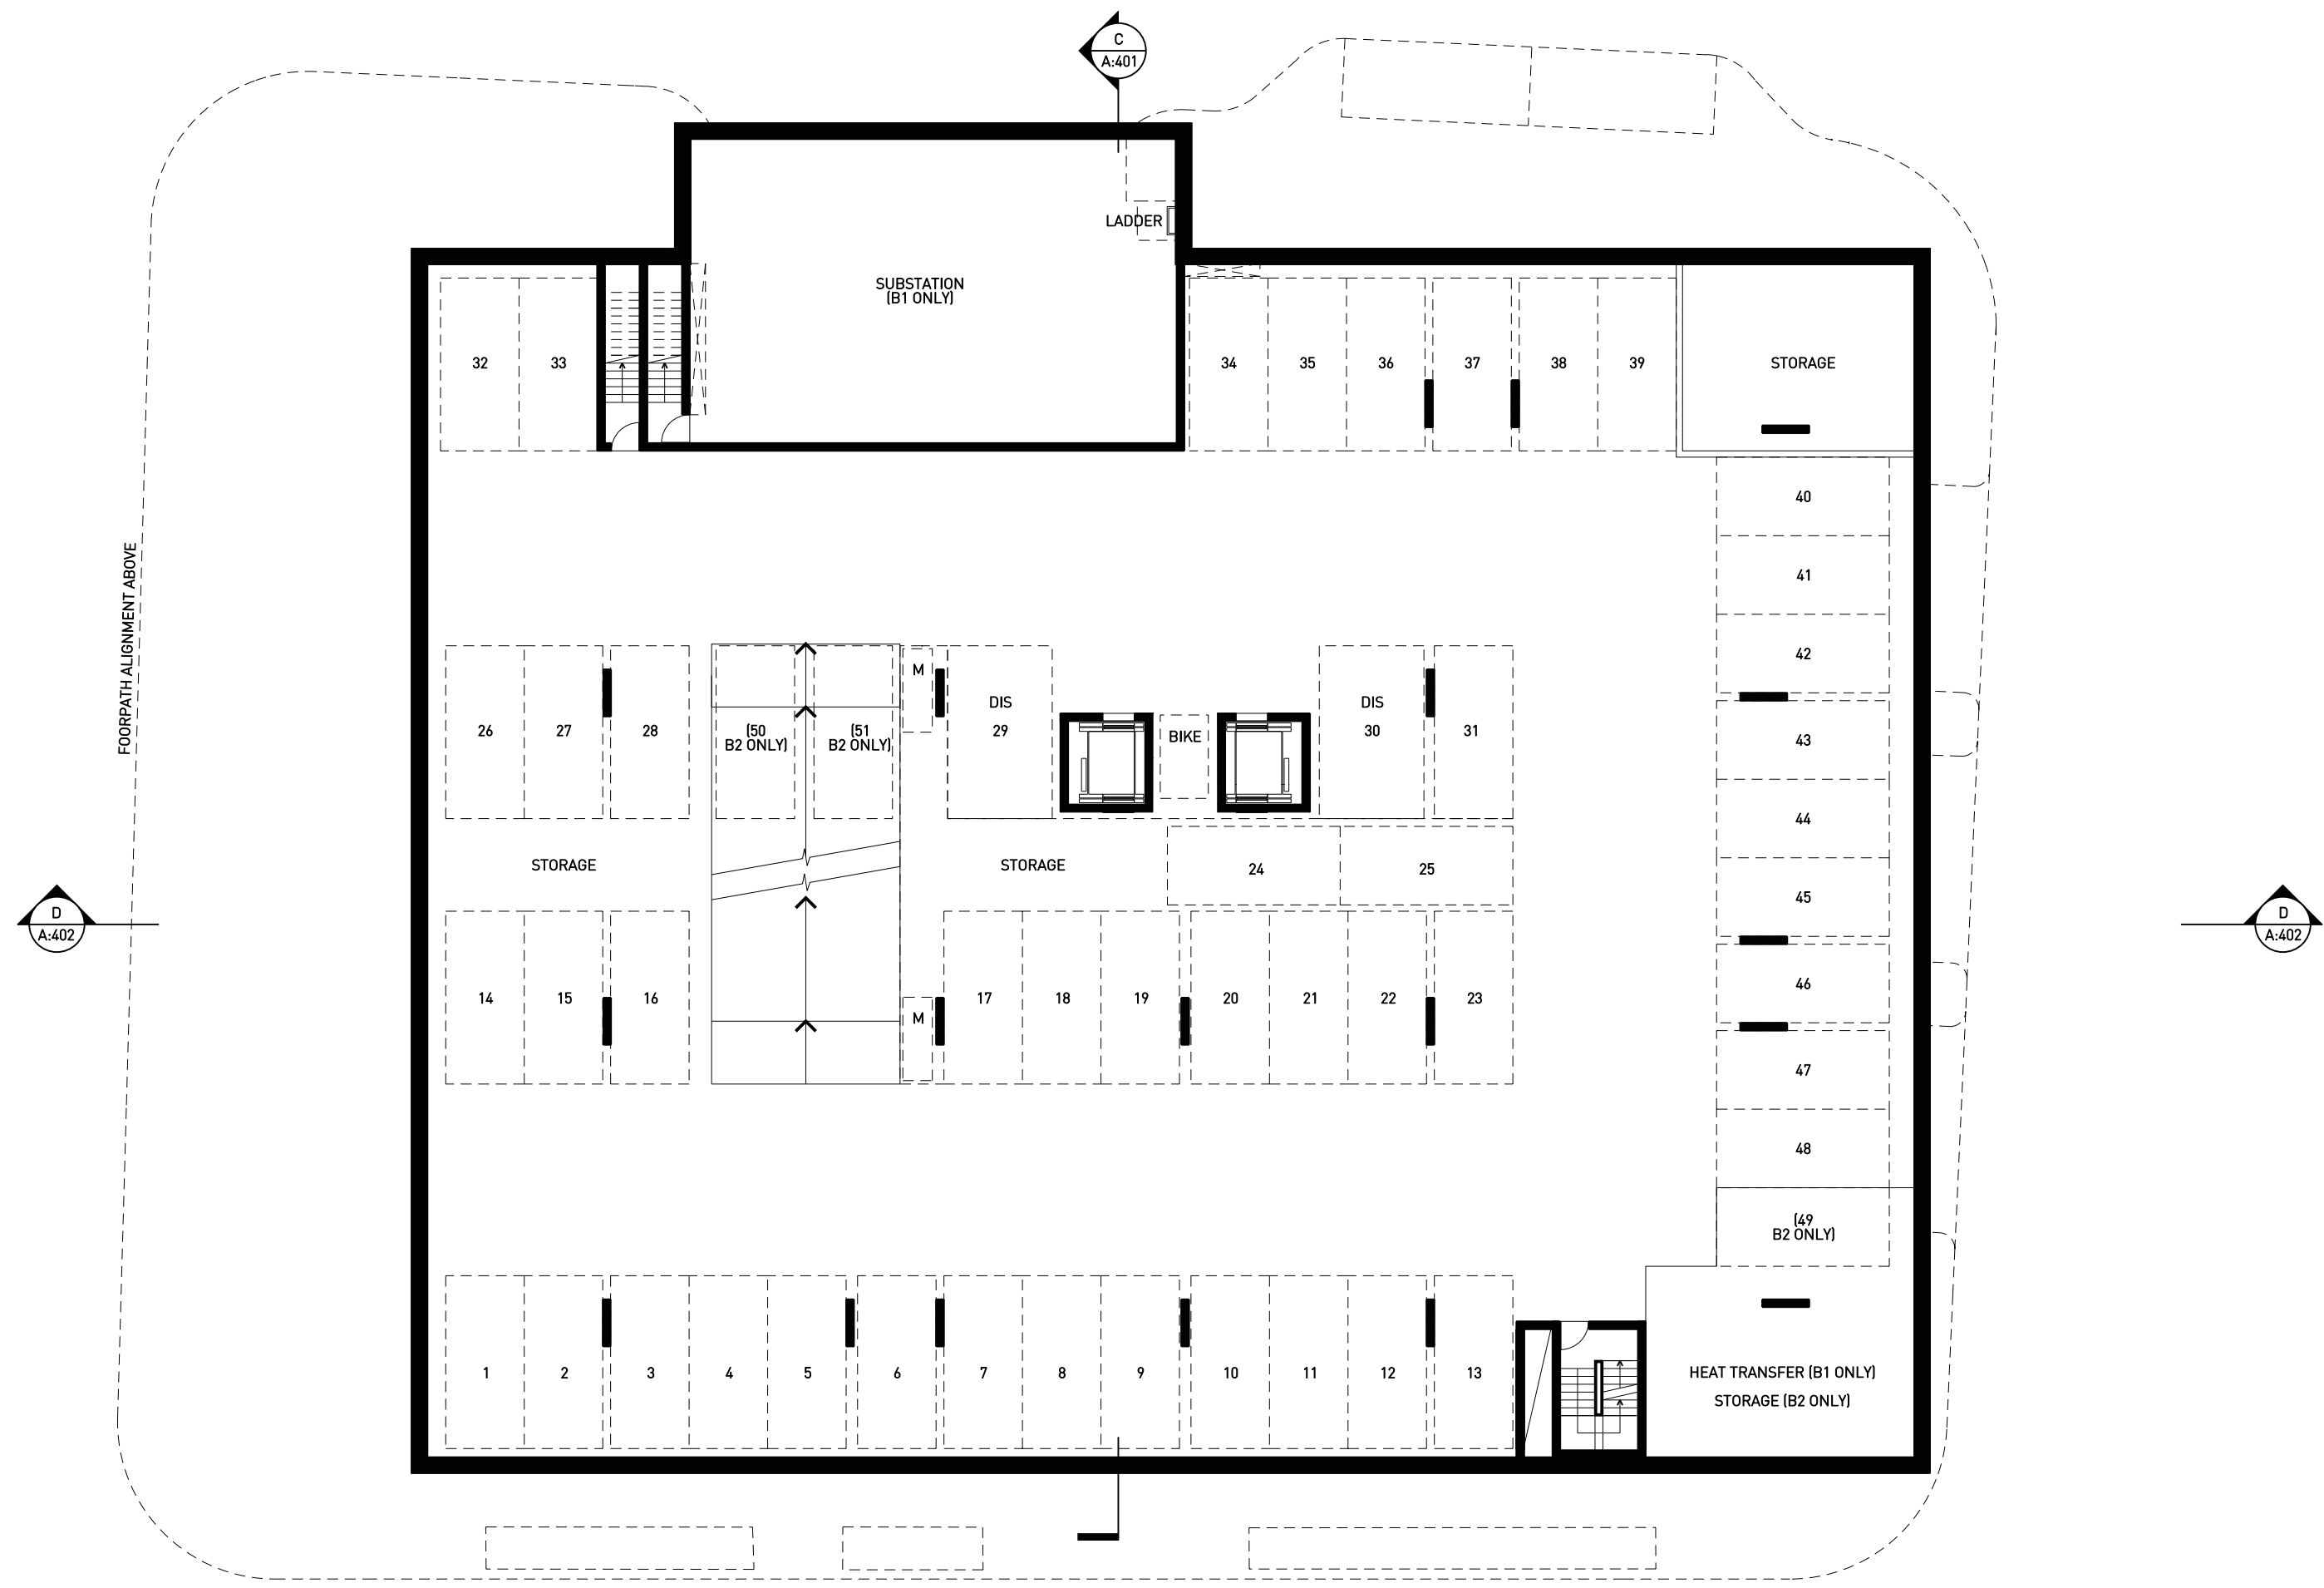 C
A:401
LADDER
SUBSTATION
(B1 ONLY)
32
33
34
35
36
37
38
39
STORAGE
40
41
42
FOORPATH ALIGNMENT ABOVE
M
DIS
DIS
26
27
28
(50
B2 ONLY)
(51
B2 ONLY)
29
BIKE
30
31
43
44
STORAGE
STORAGE
24
25
45
D
A:402
D
A:402
14
15
16
M
17
18
19
20
21
22
23
46
47
48
(49
B2 ONLY)
1
2
3
4
5
6
7
8
9
10
11
12
13
HEAT TRANSFER (B1 ONLY)
STORAGE (B2 ONLY)